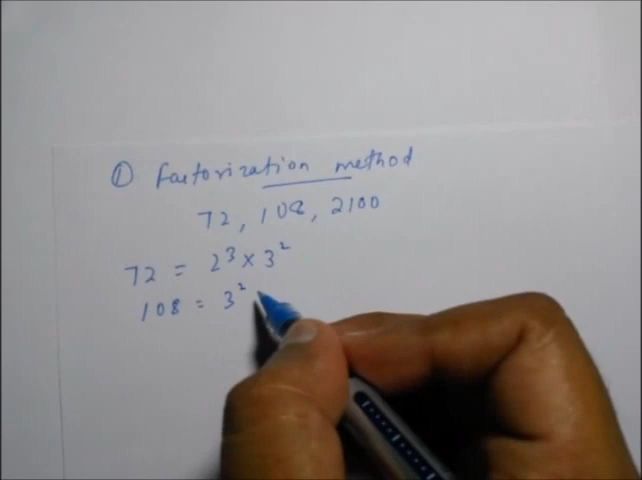 ① Factorization method
72, 108, 2100
72 = 2³ × 3²
108 = 3²